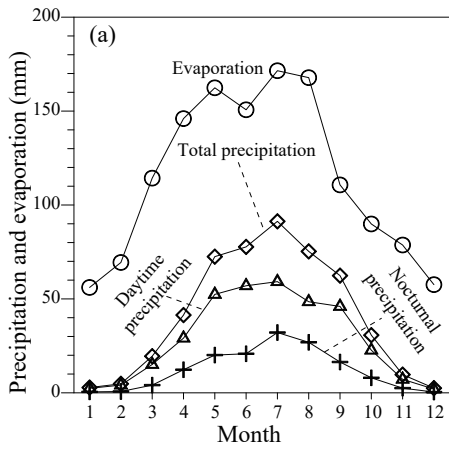 (a)
Precipitation and evaporation (mm)
200
150
100
50
0
Evaporation
Total precipitation
Daytime
precipitation
Nocturnal
precipitation
1 2 3 4 5 6 7 8 9 10 11 12
Month